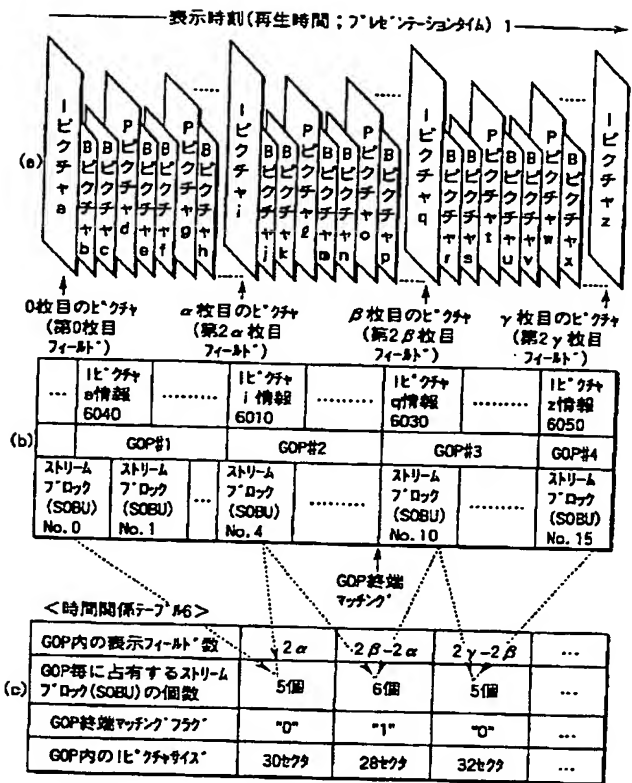 表示時刻(再生時間;プレゼンテーションタイム) 1
(a)
Iピクチャa
Bピクチャb
Bピクチャc
Pピクチャd
Bピクチャe
Bピクチャf
Pピクチャg
Bピクチャh
Iピクチャi
Bピクチャj
Bピクチャk
Pピクチャl
Bピクチャm
Bピクチャn
Pピクチャo
Bピクチャp
Iピクチャq
Bピクチャr
Bピクチャs
Pピクチャt
Bピクチャu
Bピクチャv
Pピクチャw
Bピクチャx
Iピクチャz
0枚目のピクチャ
(第0枚目
フィールド)
α枚目のピクチャ
(第2α枚目
フィールド)
β枚目のピクチャ
(第2β枚目
フィールド)
γ枚目のピクチャ
(第2γ枚目
フィールド)
(b)
… Iピクチャ
a情報
6040
Iピクチャ
i情報
6010
Iピクチャ
q情報
6030
Iピクチャ
z情報
6050
GOP#1 GOP#2 GOP#3 GOP#4
ストリーム
ブロック
(SOBU)
No.0
ストリーム
ブロック
(SOBU)
No.1
…
ストリーム
ブロック
(SOBU)
No.4
ストリーム
ブロック
(SOBU)
No.10
ストリーム
ブロック
(SOBU)
No.15
GOP終端
マッチング
<時間関係テーブル6>
(c)
GOP内の表示フィールド数 2α 2β-2α 2γ-2β …
GOP毎に占有するストリーム
ブロック(SOBU)の個数 5個 6個 5個 …
GOP終端マッチングフラグ "0" "1" "0" …
GOP内のIピクチャサイズ 30セクタ 28セクタ 32セクタ …